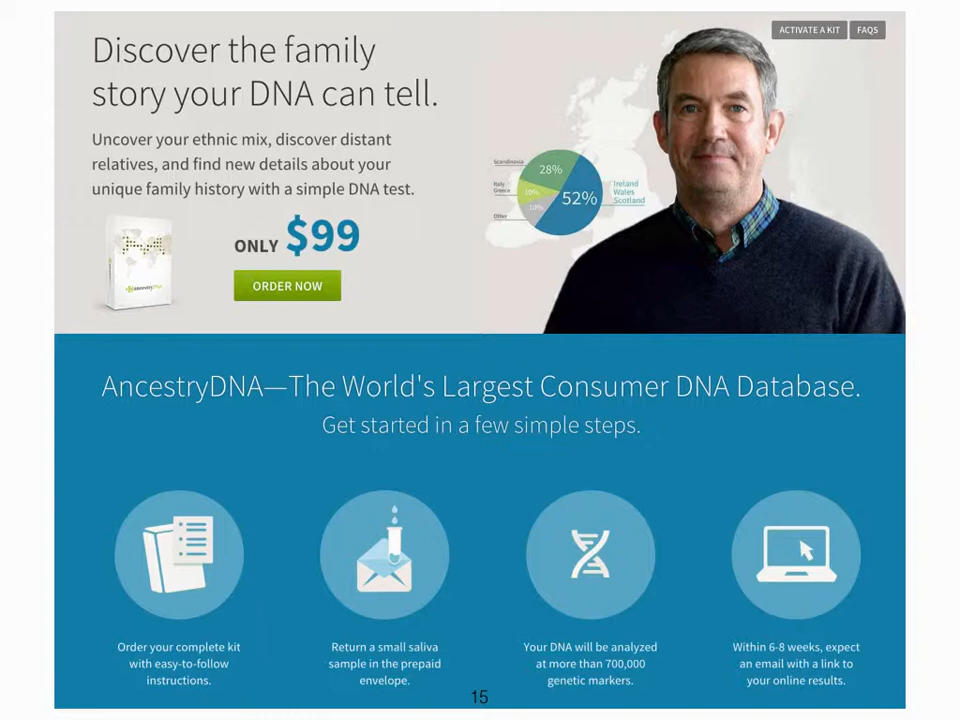 ACTIVATE A KIT
FAQS
Discover the family
story your DNA can tell.
Uncover your ethnic mix, discover distant
relatives, and find new details about your
unique family history with a simple DNA test.
Scandinavia
28%
Italy
Greece
10%
10%
Other
52%
Ireland
Wales
Scotland
ancestryDNA
ONLY $99
ORDER NOW
AncestryDNA—The World's Largest Consumer DNA Database.
Get started in a few simple steps.
Order your complete kit
with easy-to-follow
instructions.
Return a small saliva
sample in the prepaid
envelope.
Your DNA will be analyzed
at more than 700,000
genetic markers.
Within 6-8 weeks, expect
an email with a link to
your online results.
15